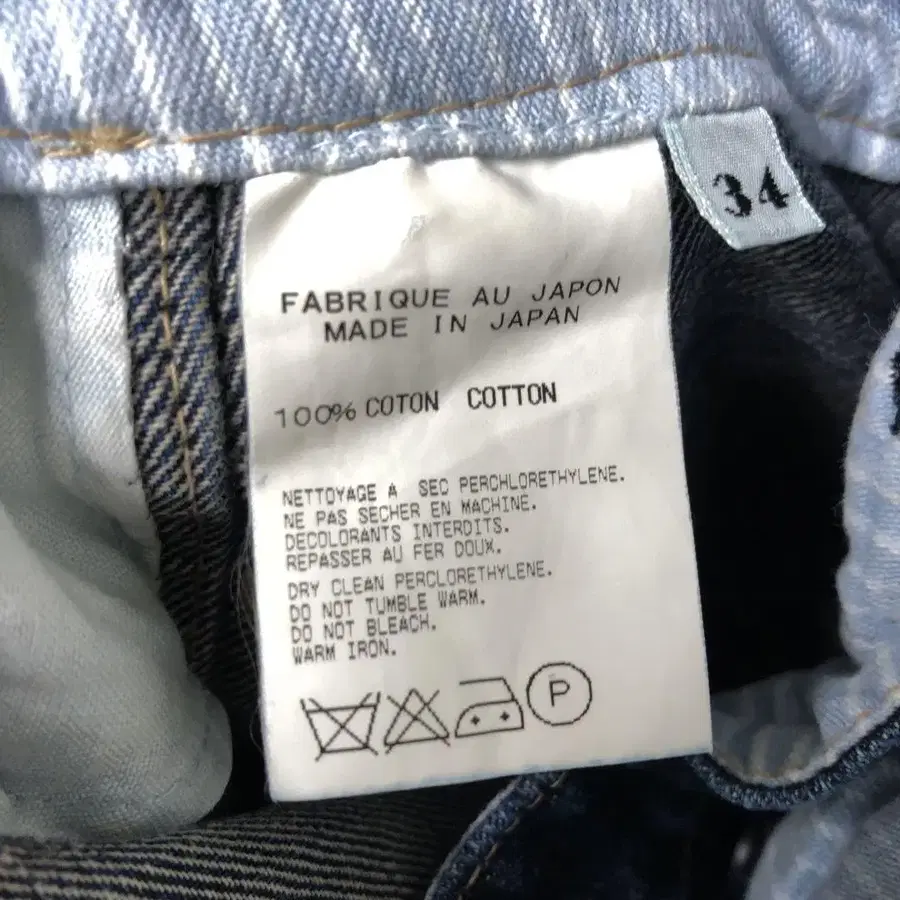 34
FABRIQUE AU JAPON
MADE IN JAPAN
100% COTON COTTON
NETTOYAGE A SEC PERCHLORETHYLENE.
NE PAS SECHER EN MACHINE.
DECOLORANTS INTERDITS.
REPASSER AU FER DOUX.
DRY CLEAN PERCLORETHYLENE.
DO NOT TUMBLE WARM.
DO NOT BLEACH.
WARM IRON.
P